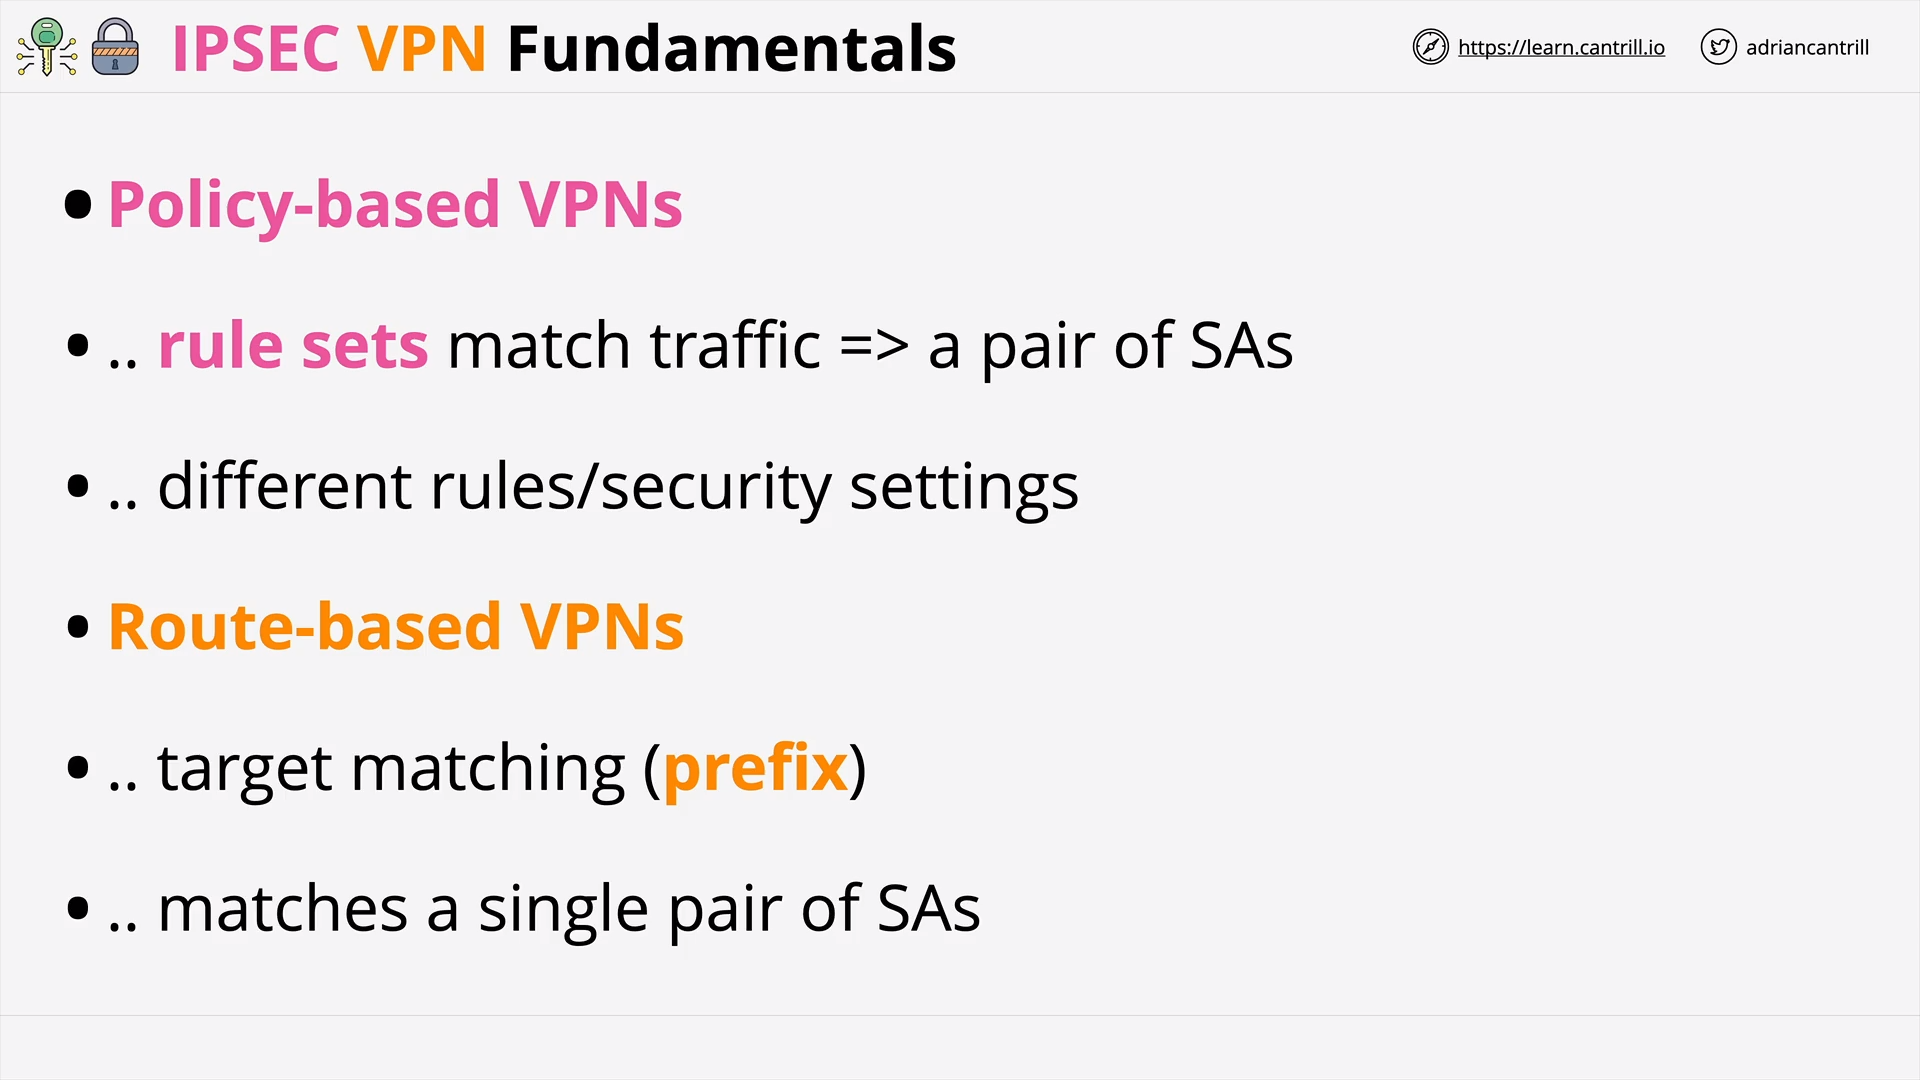 IPSEC VPN Fundamentals
https://learn.cantrill.io
adriancantrill
• Policy-based VPNs
• .. rule sets match traffic => a pair of SAs
• .. different rules/security settings
• Route-based VPNs
• .. target matching (prefix)
• .. matches a single pair of SAs